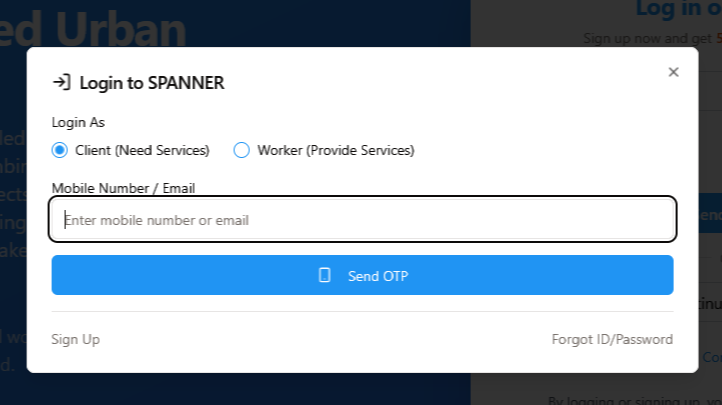 ed Urban
Log in o
Sign up now and get
Login to SPANNER
Login As
Client (Need Services)
Worker (Provide Services)
Mobile Number / Email
Enter mobile number or email
Send OTP
Sign Up
Forgot ID/Password
By logging or signing up, yo